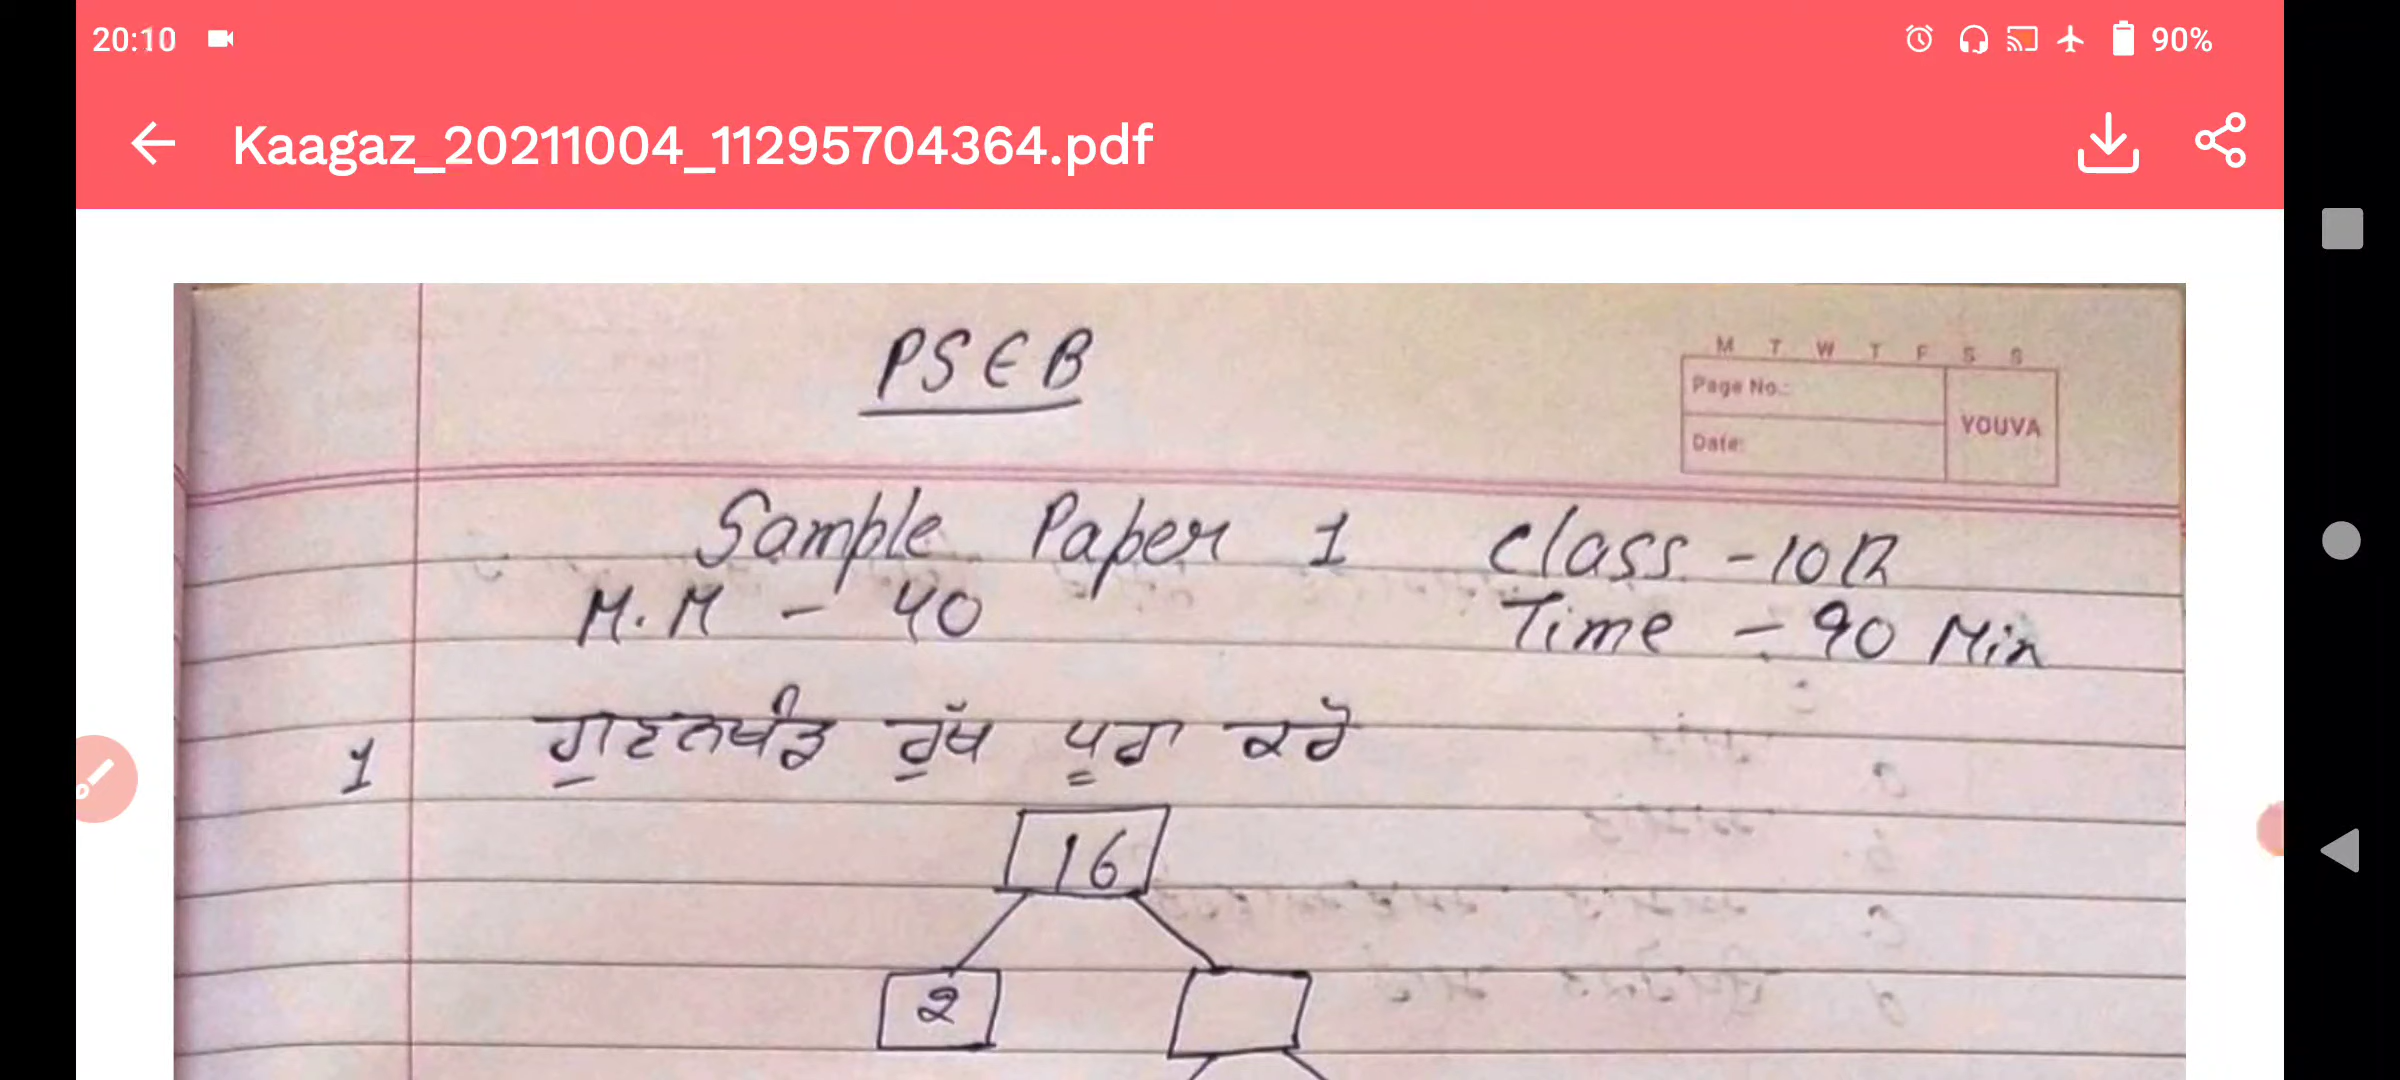 20:10 90%
Kaagaz_20211004_11295704364.pdf
PSEB
M T W T F S S
Page No.:
YOUVA
Date:
Sample Paper 1 Class - 10th
M.M - 40 Time - 90 Min
1 ਗੁਣਨਖੰਡ ਰੁੱਖ ਪੂਰਾ ਕਰੋ
16
2